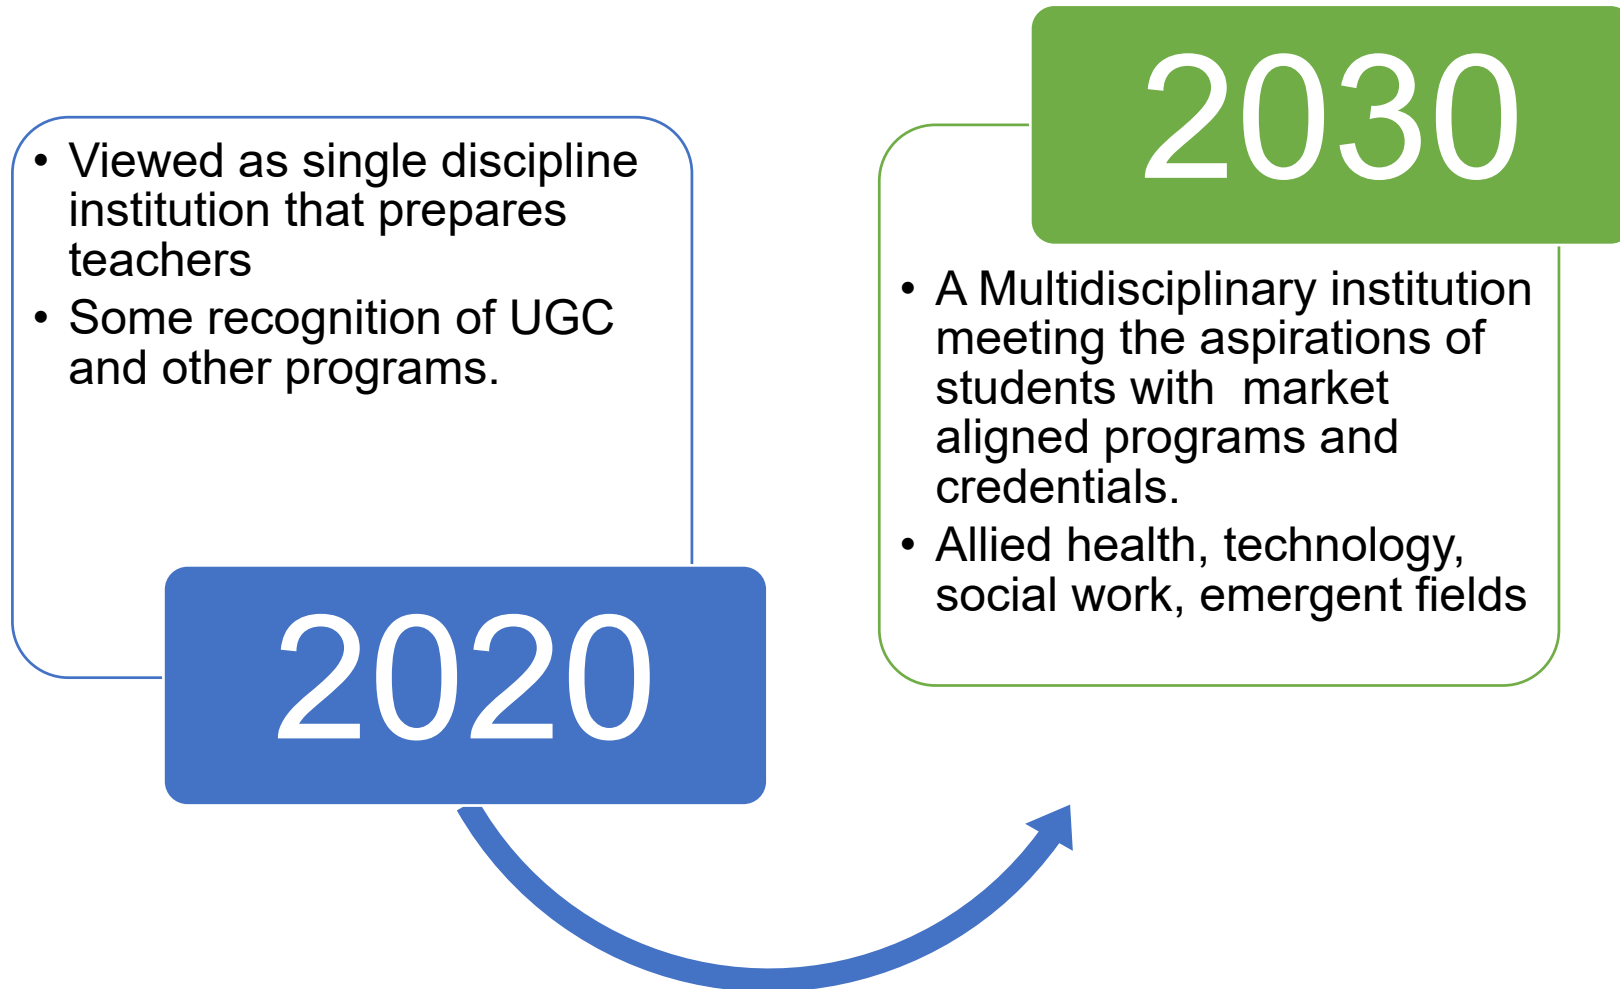 • Viewed as single discipline
institution that prepares
teachers
• Some recognition of UGC
and other programs.
2020
2030
• A Multidisciplinary institution
meeting the aspirations of
students with  market
aligned programs and
credentials.
• Allied health, technology,
social work, emergent fields